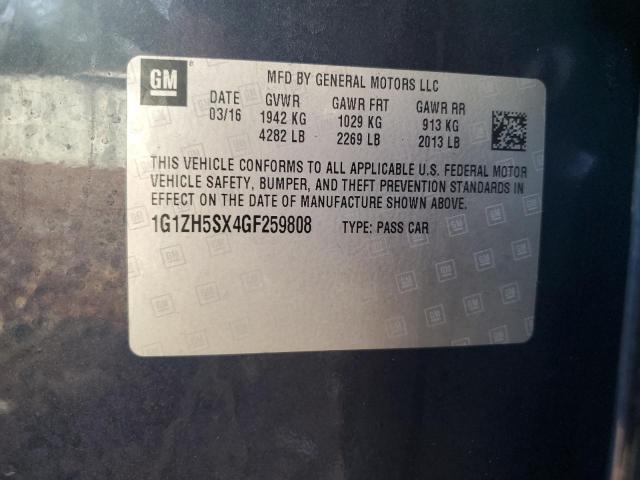 GM
MFD BY GENERAL MOTORS LLC
DATE GVWR GAWR FRT GAWR RR
03/16 1942 KG 1029 KG 913 KG
4282 LB 2269 LB 2013 LB
THIS VEHICLE CONFORMS TO ALL APPLICABLE U.S. FEDERAL MOTOR
VEHICLE SAFETY, BUMPER, AND THEFT PREVENTION STANDARDS IN
EFFECT ON THE DATE OF MANUFACTURE SHOWN ABOVE.
1G1ZH5SX4GF259808 TYPE: PASS CAR